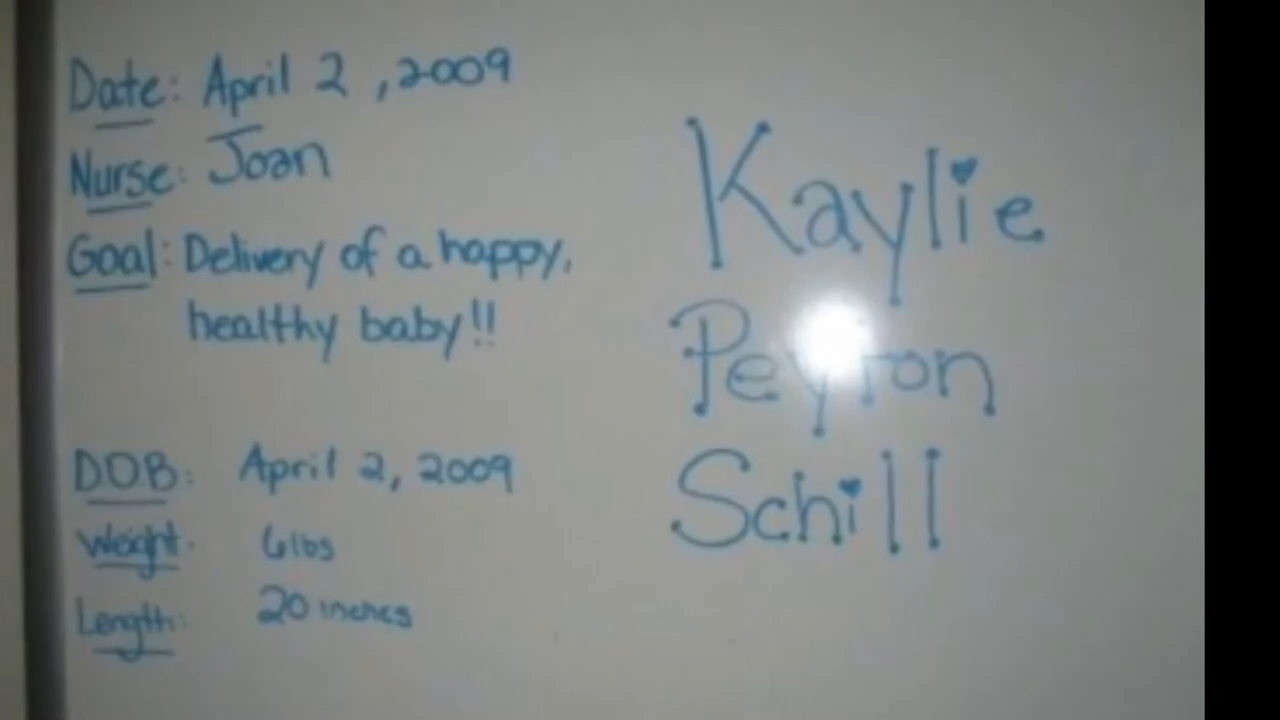 Date: April 2, 2009
Nurse: Joan
Goal: Delivery of a happy,
healthy baby!!
DOB: April 2, 2009
Weight: 6lbs
Length: 20 inches
Kaylie
Peyton
Schill